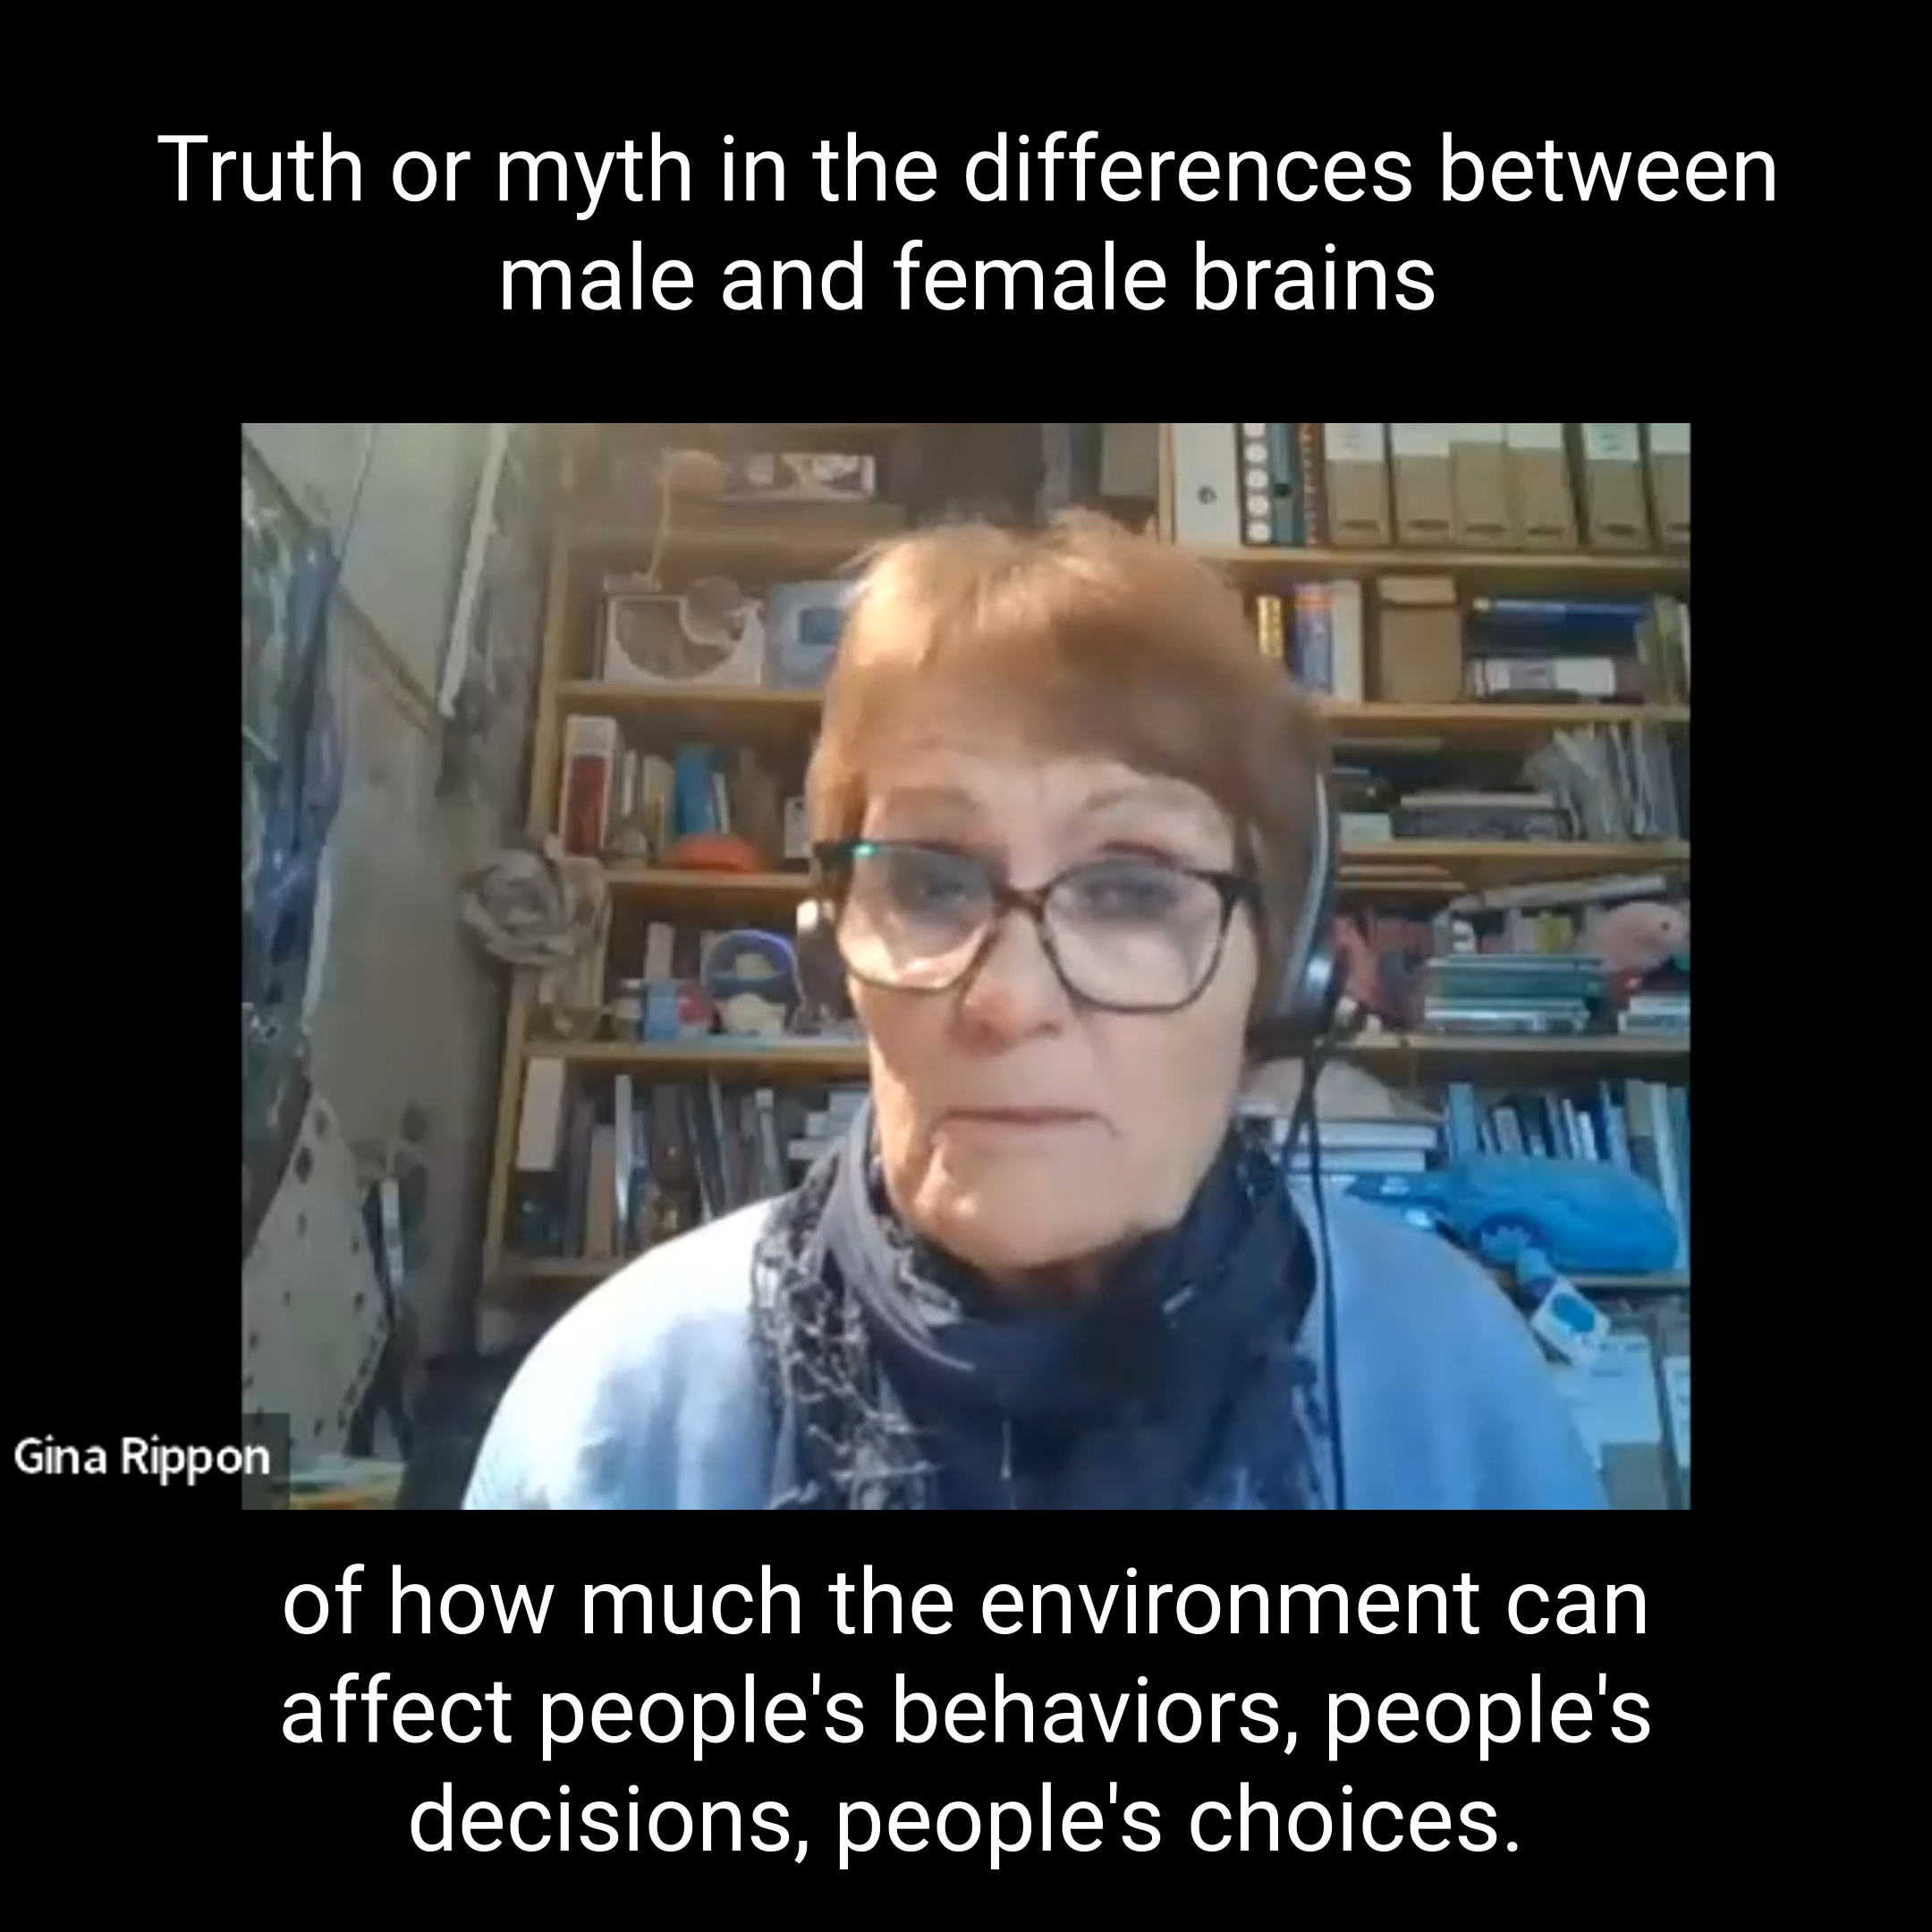 Truth or myth in the differences between
male and female brains
Gina Rippon
of how much the environment can
affect people's behaviors, people's
decisions, people's choices.